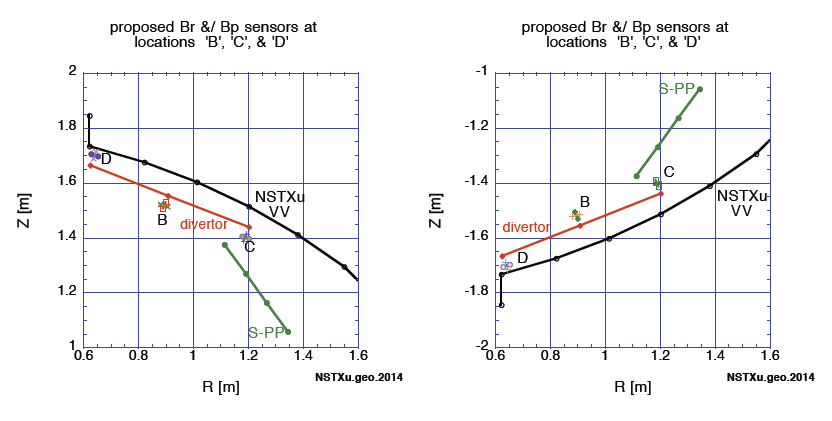 proposed Br &/ Bp sensors at
locations 'B', 'C', & 'D'
2
1.8
1.6
1.4
1.2
1
Z [m]
D
B
divertor
NSTXu
VV
C
S-PP
0.6
0.8
1
1.2
1.4
1.6
R [m]
NSTXu.geo.2014
proposed Br &/ Bp sensors at
locations 'B', 'C', & 'D'
-1
-1.2
-1.4
-1.6
-1.8
-2
Z [m]
S-PP
C
B
NSTXu
VV
divertor
D
0.6
0.8
1
1.2
1.4
1.6
R [m]
NSTXu.geo.2014